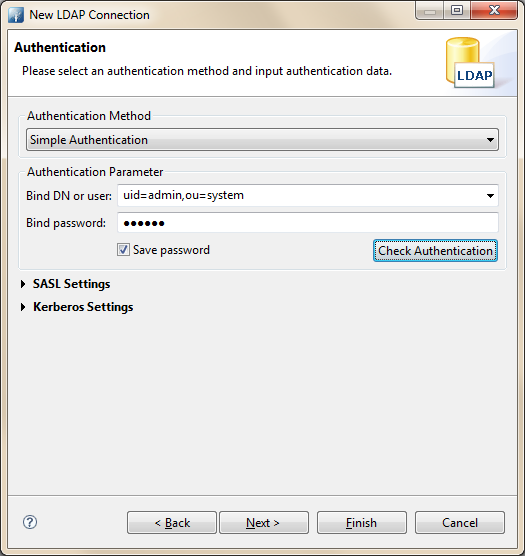 New LDAP Connection
Authentication
Please select an authentication method and input authentication data.
LDAP
Authentication Method
Simple Authentication
Authentication Parameter
Bind DN or user: uid=admin,ou=system
Bind password: ●●●●●●
Save password Check Authentication
SASL Settings
Kerberos Settings
? < Back Next > Finish Cancel